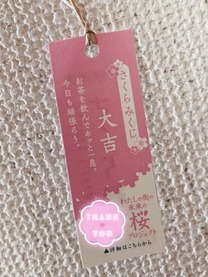 さくらみくじ
大吉
お茶を飲んでホッと一息。
今日も頑張ろう。
わたしの街の
未来の
桜
プロジェクト
THANK
YOU
▲詳細はこちらから